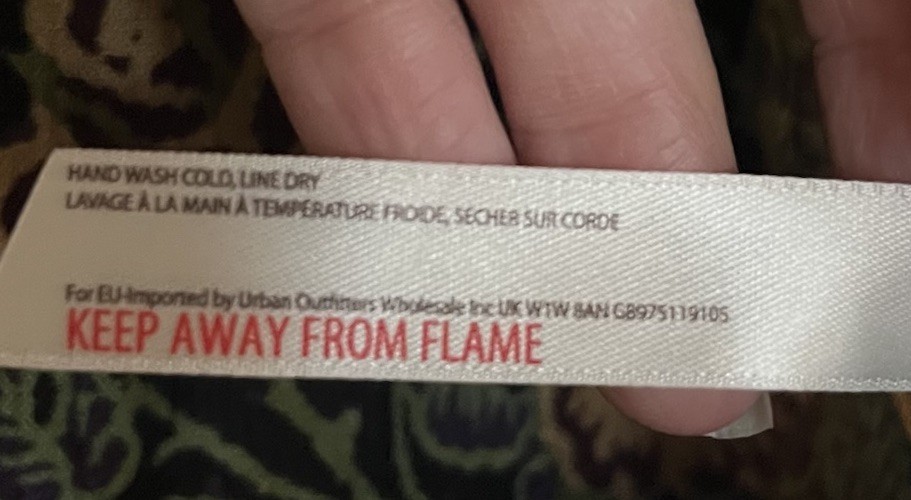 HAND WASH COLD, LINE DRY
LAVAGE À LA MAIN À TEMPÉRATURE FROIDE, SECHER SUR CORDE
For EU-Imported by Urban Outfitters Wholesale Inc UK W1W 8AN GB975119105
KEEP AWAY FROM FLAME